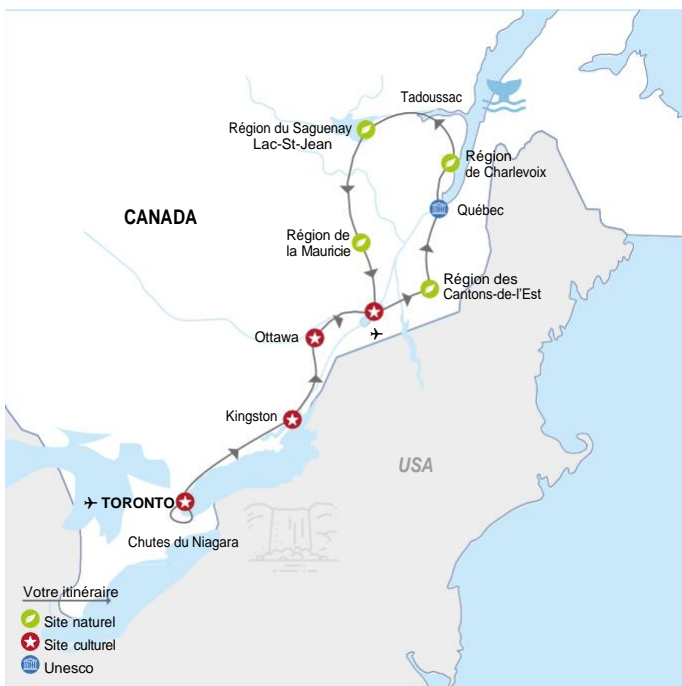 Tadoussac
Région du Saguenay
Lac-St-Jean
Région
de Charlevoix
CANADA
Québec
Région de
la Mauricie
Région des
Cantons-de-l'Est
Ottawa
Kingston
USA
TORONTO
Chutes du Niagara
Votre itinéraire
Site naturel
Site culturel
Unesco